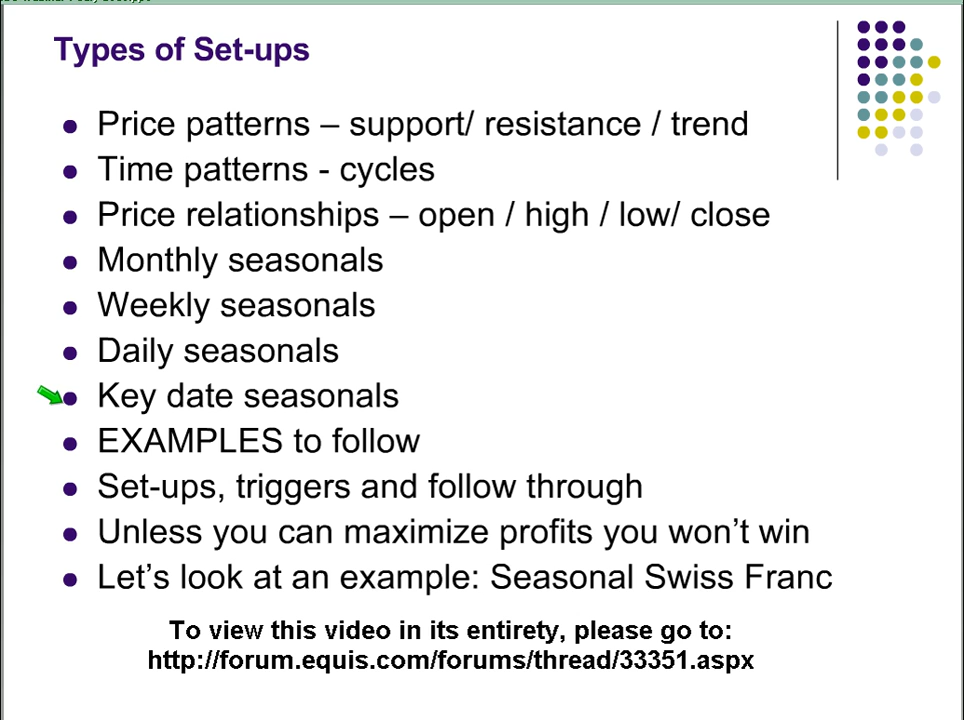 Types of Set-ups
Price patterns – support/ resistance / trend
Time patterns - cycles
Price relationships – open / high / low/ close
Monthly seasonals
Weekly seasonals
Daily seasonals
Key date seasonals
EXAMPLES to follow
Set-ups, triggers and follow through
Unless you can maximize profits you won’t win
Let’s look at an example: Seasonal Swiss Franc
To view this video in its entirety, please go to:
http://forum.equis.com/forums/thread/33351.aspx